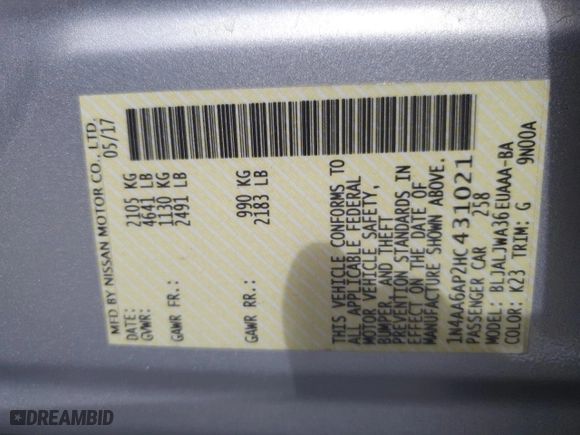 MFD BY NISSAN MOTOR CO., LTD.
DATE: 05/17
GVWR: 2105 KG
4641 LB
GAWR FR.: 1130 KG
2491 LB
GAWR RR.: 990 KG
2183 LB
THIS VEHICLE CONFORMS TO
ALL APPLICABLE FEDERAL
MOTOR VEHICLE SAFETY,
BUMPER, AND THEFT
PREVENTION STANDARDS IN
EFFECT ON THE DATE OF
MANUFACTURE SHOWN ABOVE.
1N4AA6AP2HC431021
PASSENGER CAR 258
MODEL: BLJALJWA36EUAAA-BA
COLOR: K23 TRIM: G 9N00A
DREAMBID